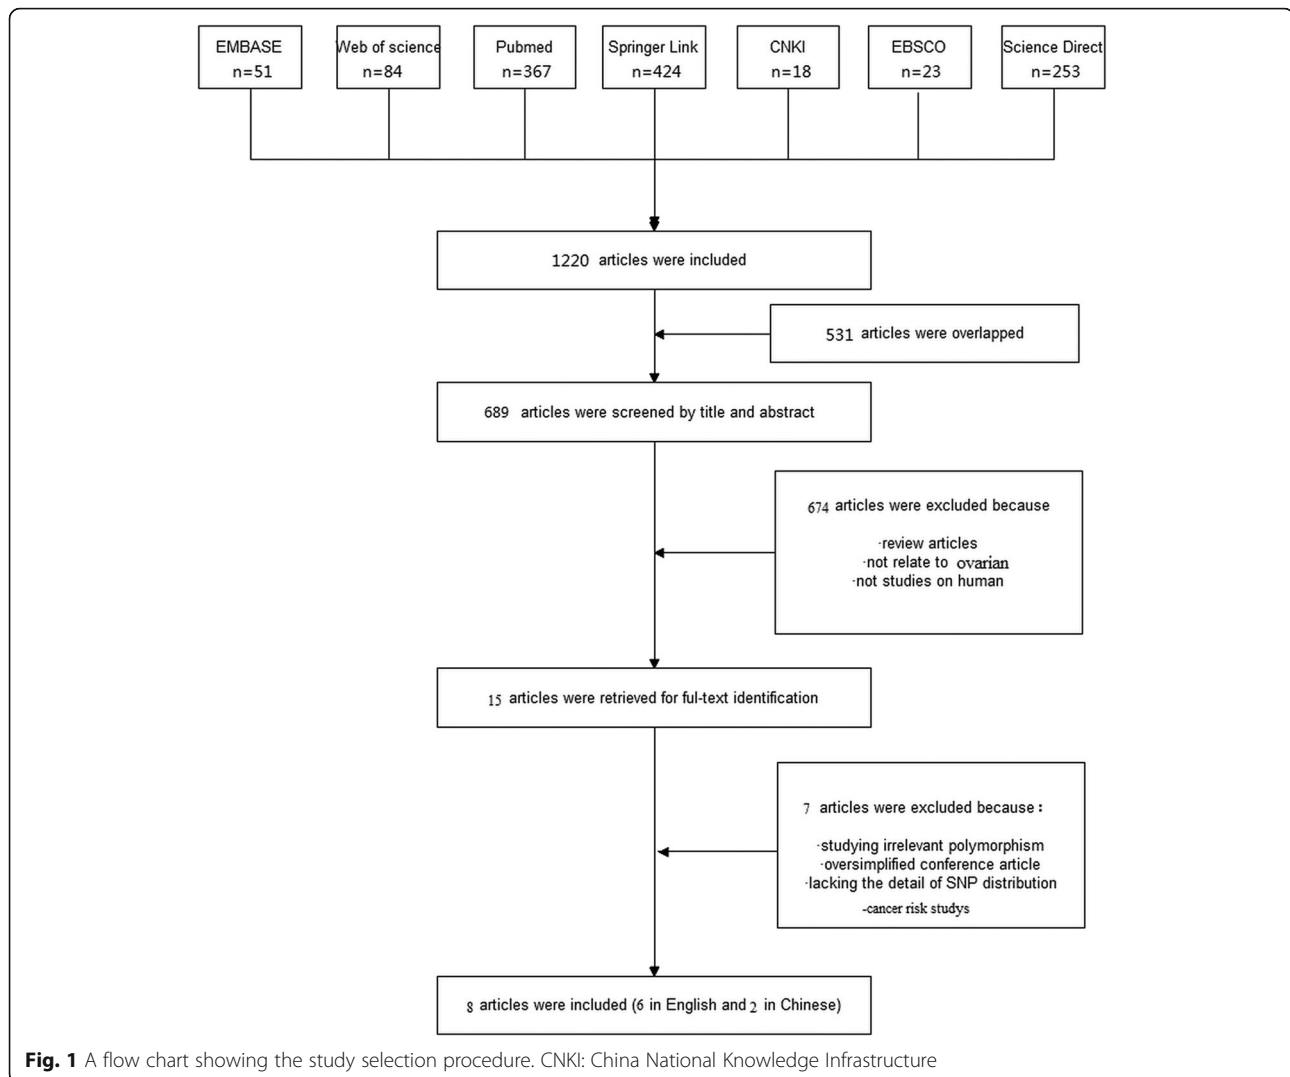 EMBASE
n=51
Web of science
n=84
Pubmed
n=367
Springer Link
n=424
CNKI
n=18
EBSCO
n=23
Science Direct
n=253
1220 articles were included
531 articles were overlapped
689 articles were screened by title and abstract
674 articles were excluded because
·review articles
·not relate to ovarian
·not studies on human
15 articles were retrieved for ful-text identification
7 articles were excluded because：
·studying irrelevant polymorphism
·oversimplified conference article
·lacking the detail of SNP distribution
-cancer risk studys
8 articles were included (6 in English and 2 in Chinese)
Fig. 1 A flow chart showing the study selection procedure. CNKI: China National Knowledge Infrastructure